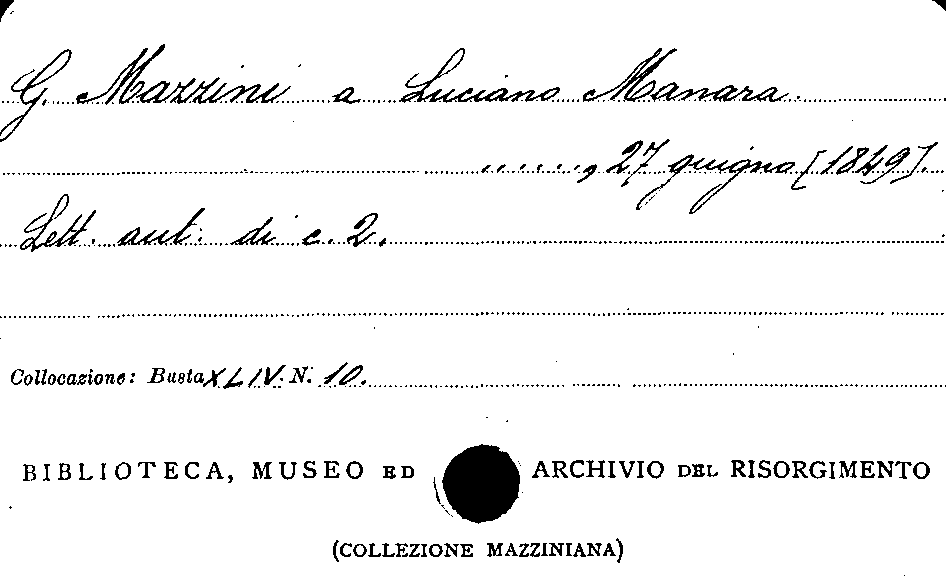 G. Mazzini a Luciano Manara.
......, 27 giugno [1849].
Lett. aut. di c. 2.
Collocazione: Busta XLIV. N. 10.
BIBLIOTECA, MUSEO ED ARCHIVIO DEL RISORGIMENTO
(COLLEZIONE MAZZINIANA)